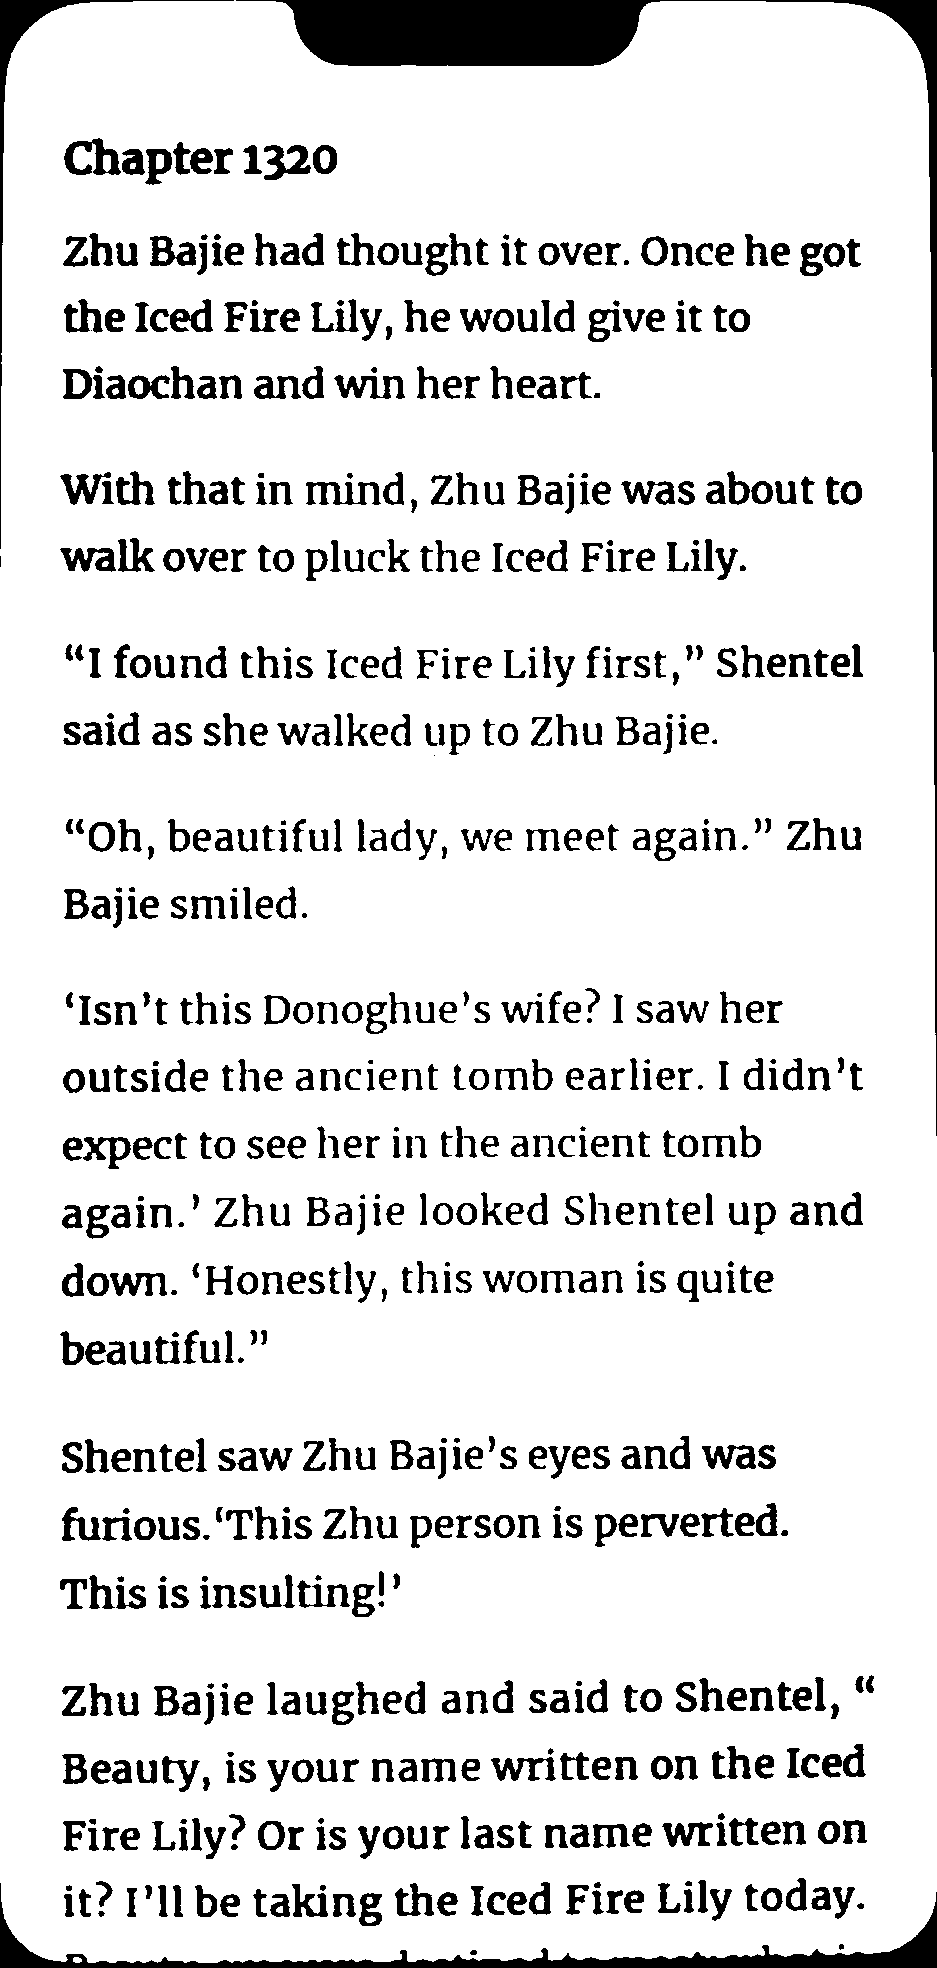 Chapter 1320
Zhu Bajie had thought it over. Once he got
the Iced Fire Lily, he would give it to
Diaochan and win her heart.
With that in mind, Zhu Bajie was about to
walk over to pluck the Iced Fire Lily.
“I found this Iced Fire Lily first,” Shentel
said as she walked up to Zhu Bajie.
“Oh, beautiful lady, we meet again.” Zhu
Bajie smiled.
‘Isn’t this Donoghue’s wife? I saw her
outside the ancient tomb earlier. I didn’t
expect to see her in the ancient tomb
again.’ Zhu Bajie looked Shentel up and
down. ‘Honestly, this woman is quite
beautiful.”
Shentel saw Zhu Bajie’s eyes and was
furious.‘This Zhu person is perverted.
This is insulting!’
Zhu Bajie laughed and said to Shentel, “
Beauty, is your name written on the Iced
Fire Lily? Or is your last name written on
it? I’ll be taking the Iced Fire Lily today.